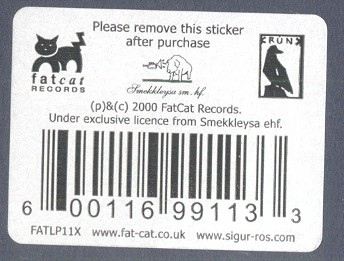 Please remove this sticker
after purchase
fatcat
RECORDS
Smekkleysa sm. hf.
KRÚNK
(p)&(c) 2000 FatCat Records.
Under exclusive licence from Smekkleysa ehf.
6 00116 99113 3
FATLP11X www.fat-cat.co.uk www.sigur-ros.com